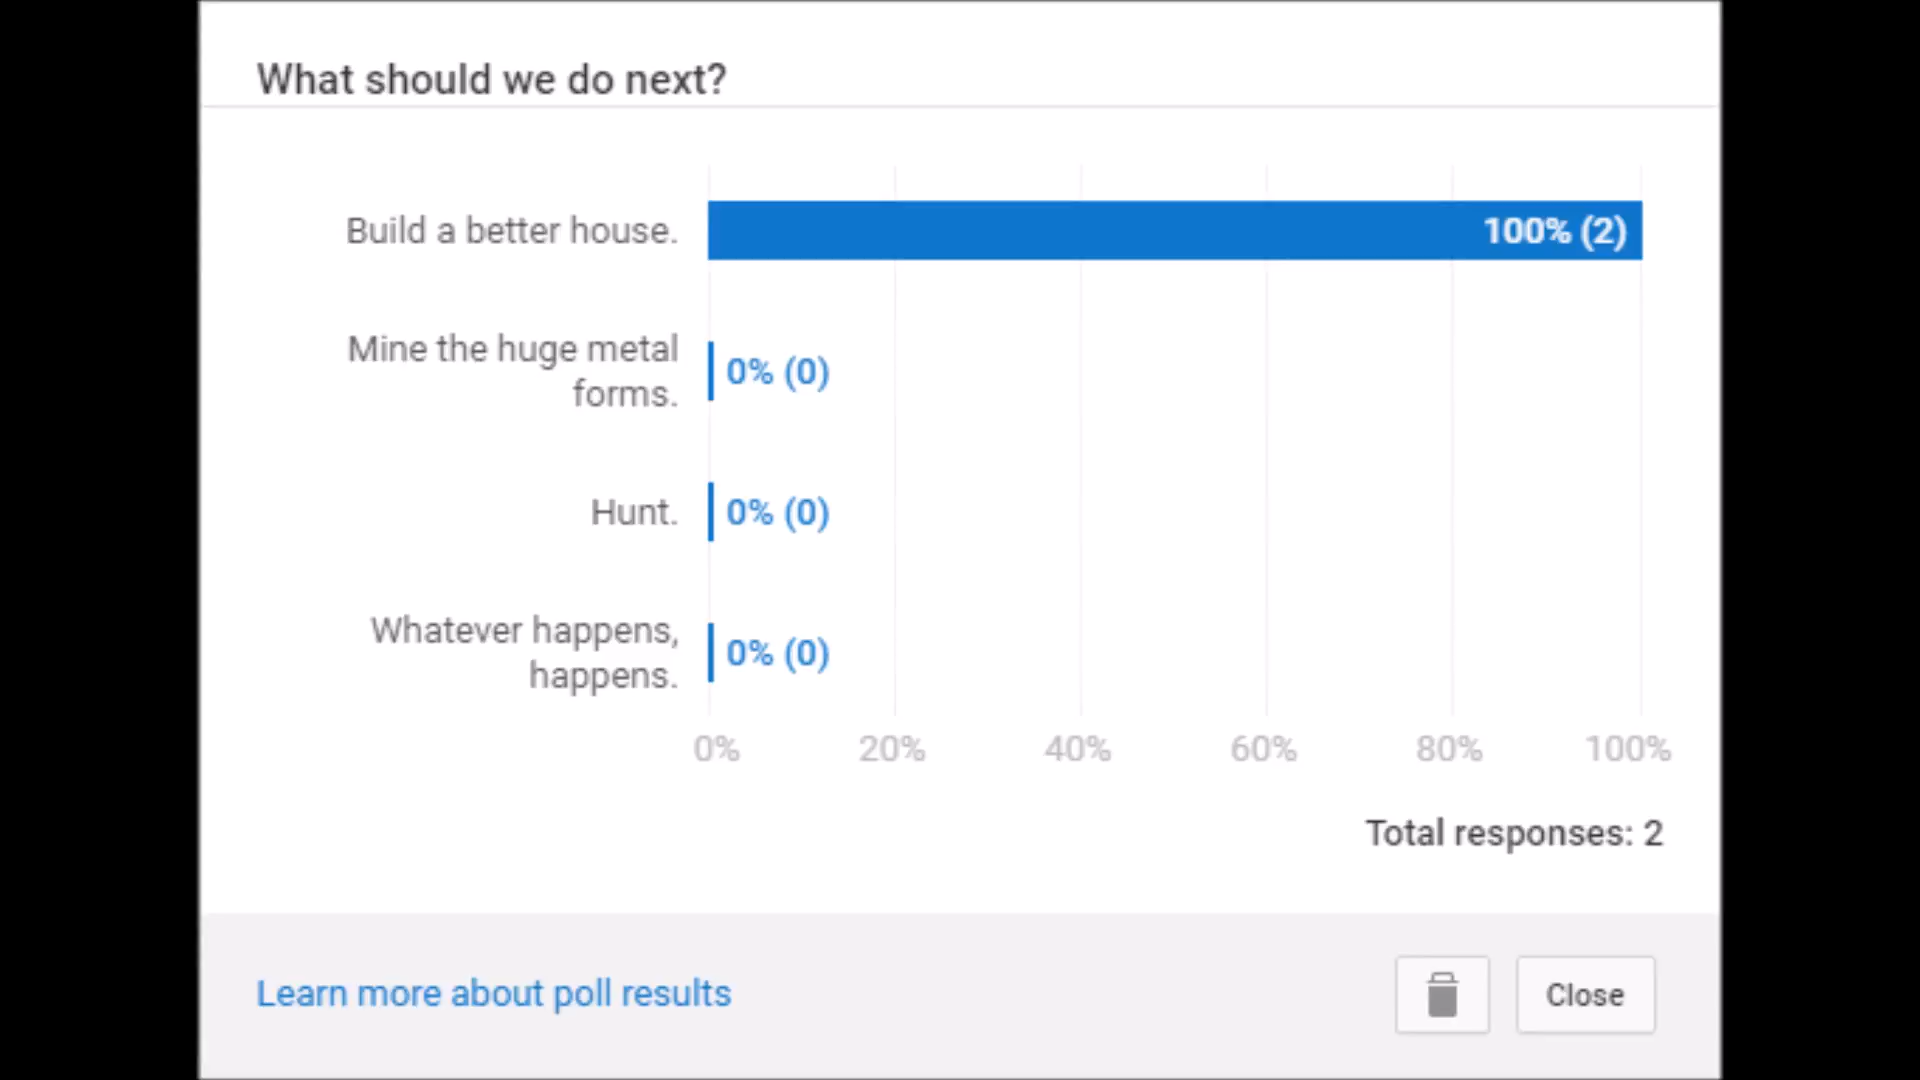 What should we do next?
Build a better house.
100% (2)
Mine the huge metal
forms.
0% (0)
Hunt.
0% (0)
Whatever happens,
happens.
0% (0)
0%
20%
40%
60%
80%
100%
Total responses: 2
Learn more about poll results
Close